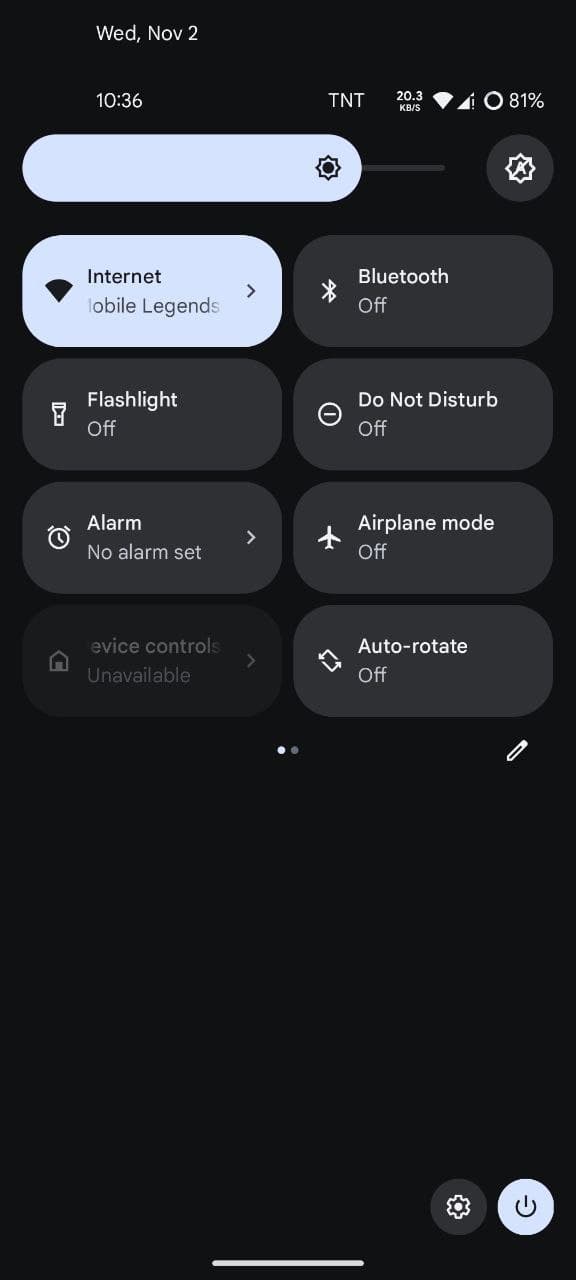 Wed, Nov 2
10:36
TNT
20.3
KB/S
81%
Internet
obile Legends
Bluetooth
Off
Flashlight
Off
Do Not Disturb
Off
Alarm
No alarm set
Airplane mode
Off
evice controls
Unavailable
Auto-rotate
Off